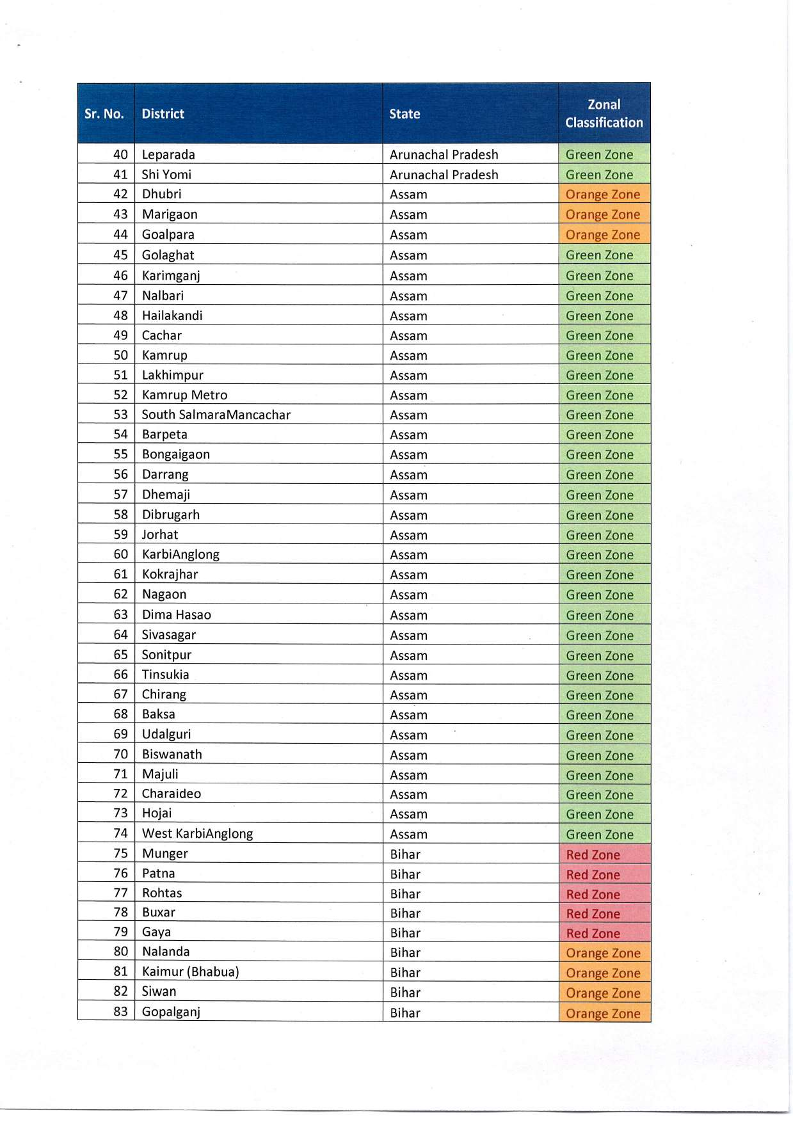 Sr. No. District State Zonal Classification
40 Leparada Arunachal Pradesh Green Zone
41 Shi Yomi Arunachal Pradesh Green Zone
42 Dhubri Assam Orange Zone
43 Marigaon Assam Orange Zone
44 Goalpara Assam Orange Zone
45 Golaghat Assam Green Zone
46 Karimganj Assam Green Zone
47 Nalbari Assam Green Zone
48 Hailakandi Assam Green Zone
49 Cachar Assam Green Zone
50 Kamrup Assam Green Zone
51 Lakhimpur Assam Green Zone
52 Kamrup Metro Assam Green Zone
53 South SalmaraMancachar Assam Green Zone
54 Barpeta Assam Green Zone
55 Bongaigaon Assam Green Zone
56 Darrang Assam Green Zone
57 Dhemaji Assam Green Zone
58 Dibrugarh Assam Green Zone
59 Jorhat Assam Green Zone
60 KarbiAnglong Assam Green Zone
61 Kokrajhar Assam Green Zone
62 Nagaon Assam Green Zone
63 Dima Hasao Assam Green Zone
64 Sivasagar Assam Green Zone
65 Sonitpur Assam Green Zone
66 Tinsukia Assam Green Zone
67 Chirang Assam Green Zone
68 Baksa Assam Green Zone
69 Udalguri Assam Green Zone
70 Biswanath Assam Green Zone
71 Majuli Assam Green Zone
72 Charaideo Assam Green Zone
73 Hojai Assam Green Zone
74 West KarbiAnglong Assam Green Zone
75 Munger Bihar Red Zone
76 Patna Bihar Red Zone
77 Rohtas Bihar Red Zone
78 Buxar Bihar Red Zone
79 Gaya Bihar Red Zone
80 Nalanda Bihar Orange Zone
81 Kaimur (Bhabua) Bihar Orange Zone
82 Siwan Bihar Orange Zone
83 Gopalganj Bihar Orange Zone